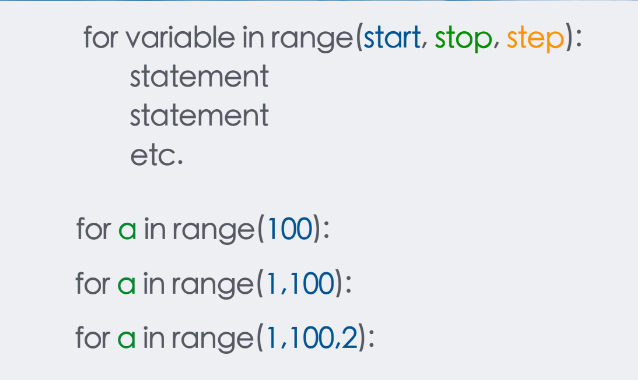 for variable in range(start, stop, step):
statement
statement
etc.
for a in range(100):
for a in range(1,100):
for a in range(1,100,2):